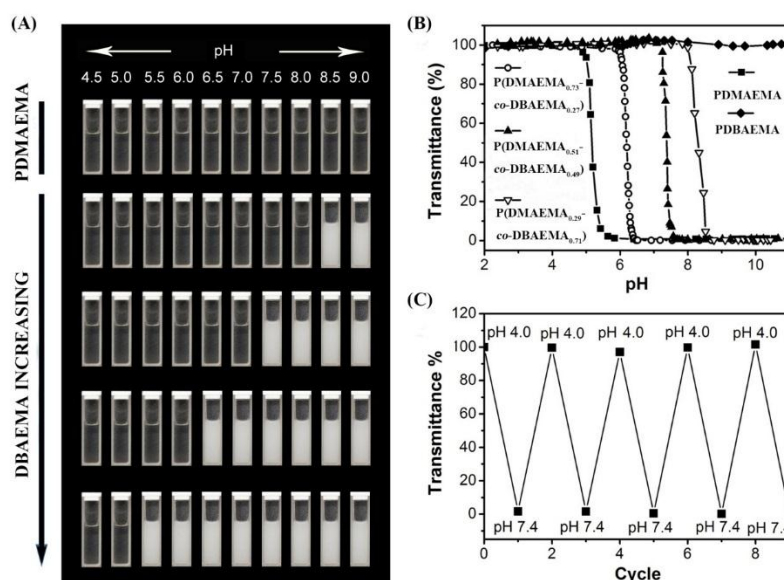 (A)
pH
4.5 5.0 5.5 6.0 6.5 7.0 7.5 8.0 8.5 9.0
PDMAEMA
DBAEMA INCREASING
(B)
Transmittance (%)
100
80
60
40
20
0
P(DMAEMA0.73-
co-DBAEMA0.27)
P(DMAEMA0.51-
co-DBAEMA0.49)
P(DMAEMA0.29-
co-DBAEMA0.71)
PDMAEMA
PDBAEMA
2 4 6 8 10
pH
(C)
Transmittance %
120
100
80
60
40
20
0
pH 4.0 pH 4.0 pH 4.0 pH 4.0 pH 4.0
pH 7.4 pH 7.4 pH 7.4 pH 7.4 pH 7.4
0 2 4 6 8
Cycle